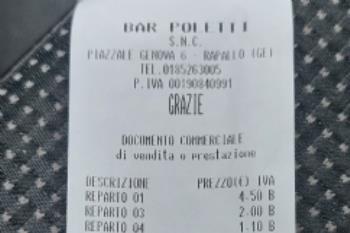 BAR POLETTI
S.N.C.
PIAZZALE GENOVA 6 - RAPALLO (GE)
TEL.0185263005
P.IVA 00190840991
GRAZIE
DOCUMENTO COMMERCIALE
di vendita o prestazione
DESCRIZIONE PREZZO(€) IVA
REPARTO 01 4.50 B
REPARTO 03 2.00 B
REPARTO 04 1.10 B